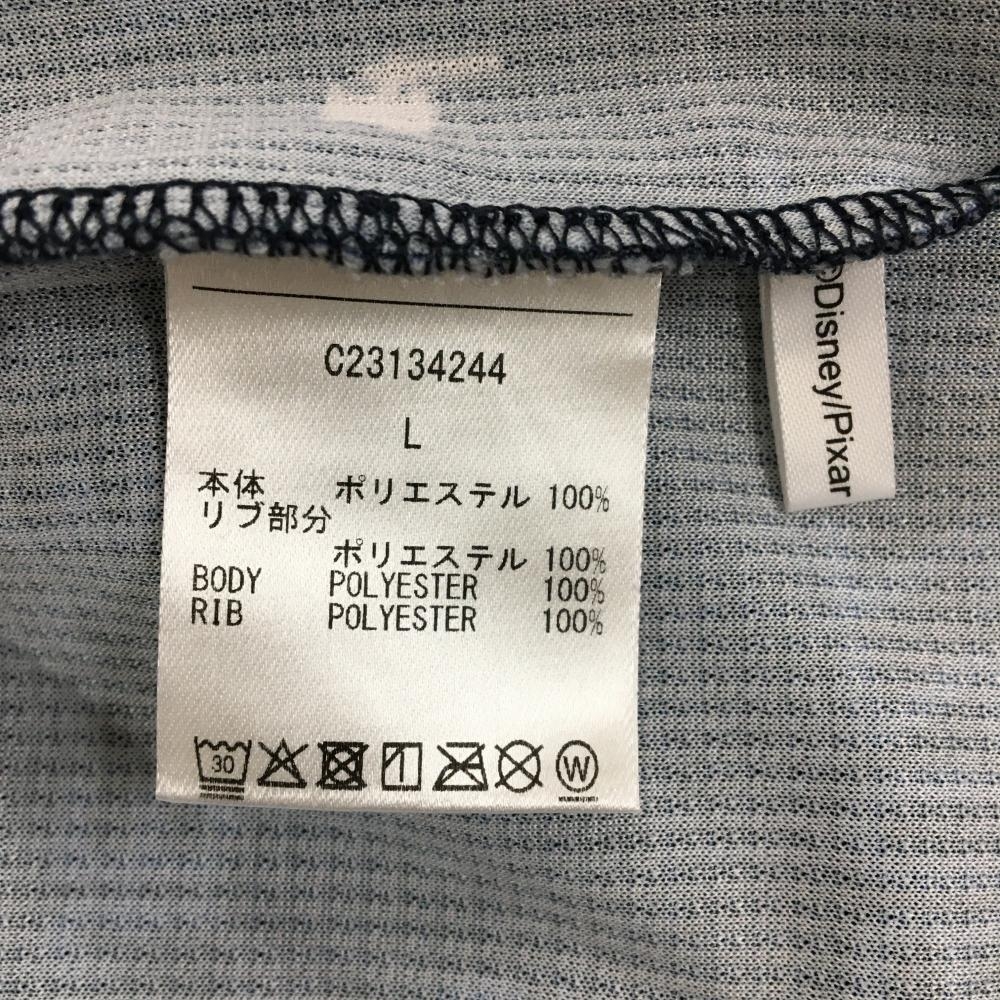 C23134244
L
本体 ポリエステル 100%
リブ部分
ポリエステル 100%
BODY POLYESTER 100%
RIB POLYESTER 100%
30
W
©Disney/Pixar